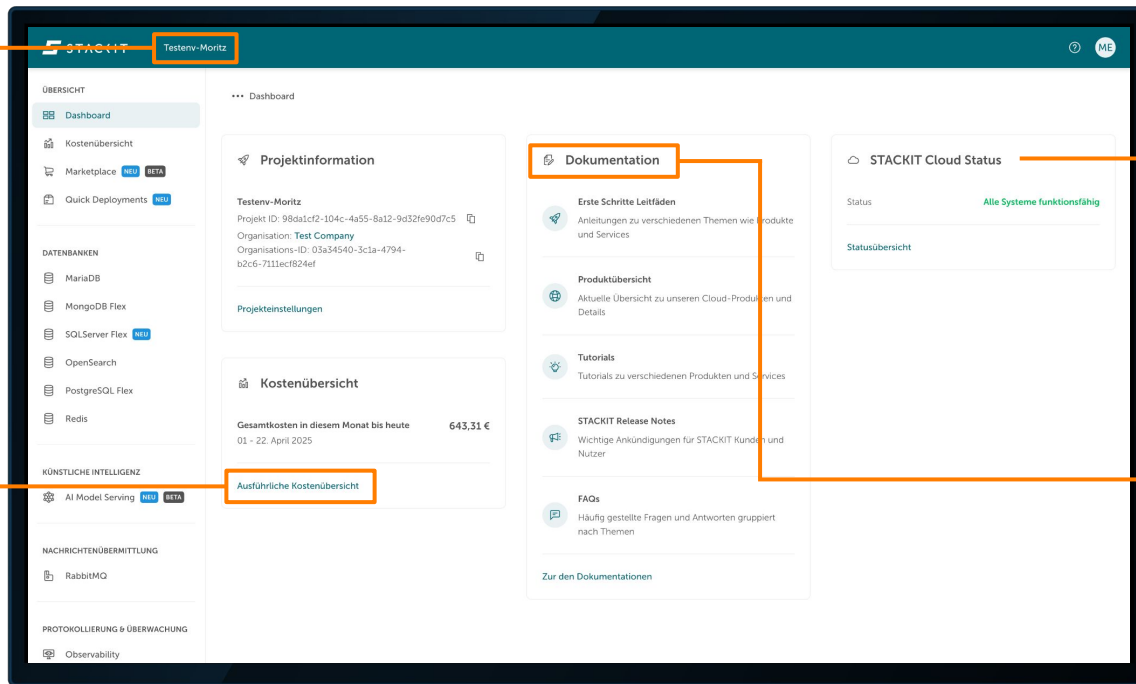 STACKIT
Testenv-Moritz
ME
ÜBERSICHT
Dashboard
Kostenübersicht
Marketplace NEU BETA
Quick Deployments NEU
DATENBANKEN
MariaDB
MongoDB Flex
SQLServer Flex NEU
OpenSearch
PostgreSQL Flex
Redis
KÜNSTLICHE INTELLIGENZ
AI Model Serving NEU BETA
NACHRICHTENÜBERMITTLUNG
RabbitMQ
PROTOKOLLIERUNG & ÜBERWACHUNG
Observability
••• Dashboard
Projektinformation
Testenv-Moritz
Projekt ID: 98da1cf2-104c-4a55-8a12-9d32fe90d7c5
Organisation: Test Company
Organisations-ID: 03a34540-3c1a-4794-
b2c6-7111ecf824ef
Projekteinstellungen
Kostenübersicht
Gesamtkosten in diesem Monat bis heute 643,31 €
01 - 22. April 2025
Ausführliche Kostenübersicht
Dokumentation
Erste Schritte Leitfäden
Anleitungen zu verschiedenen Themen wie Produkte
und Services
Produktübersicht
Aktuelle Übersicht zu unseren Cloud-Produkten und
Details
Tutorials
Tutorials zu verschiedenen Produkten und Services
STACKIT Release Notes
Wichtige Ankündigungen für STACKIT Kunden und
Nutzer
FAQs
Häufig gestellte Fragen und Antworten gruppiert
nach Themen
Zur den Dokumentationen
STACKIT Cloud Status
Status Alle Systeme funktionsfähig
Statusübersicht